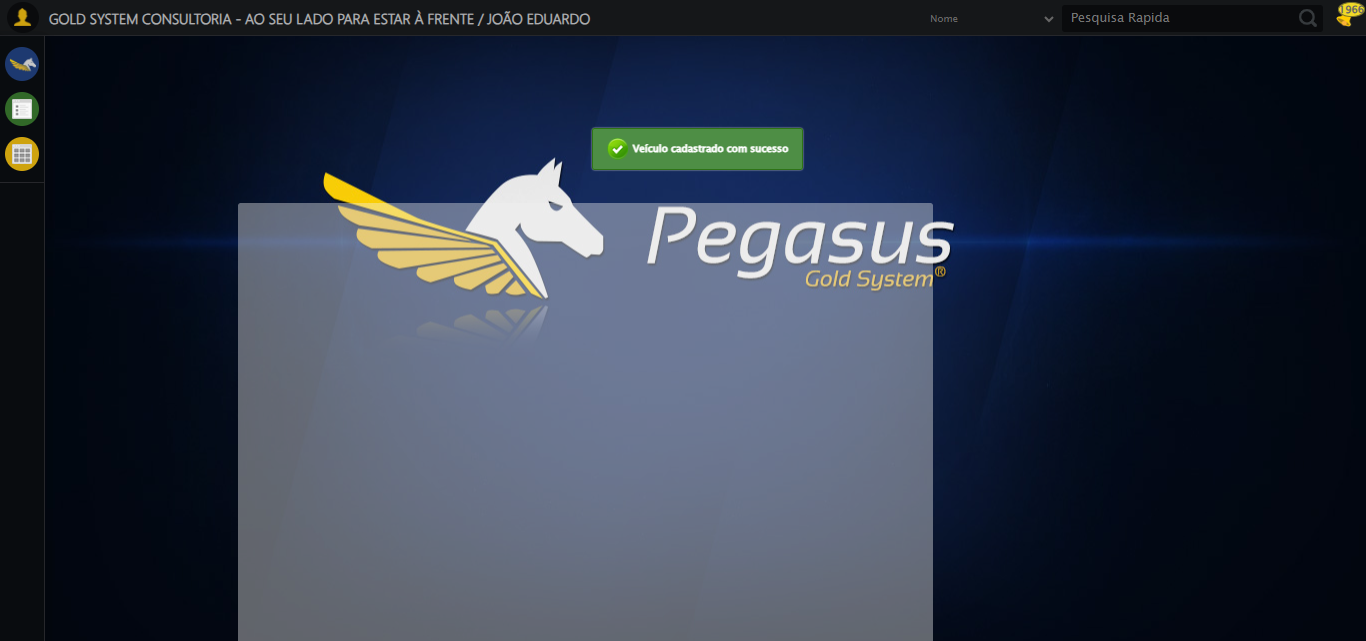 GOLD SYSTEM CONSULTORIA - AO SEU LADO PARA ESTAR À FRENTE / JOÃO EDUARDO
Nome
Pesquisa Rapida
1966
Veículo cadastrado com sucesso
Pegasus
Gold System®